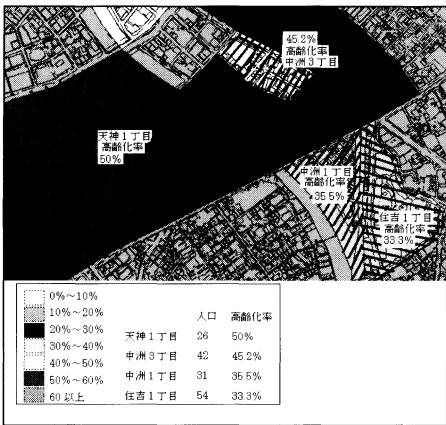 45.2%
高齢化率
中洲3丁目
天神1丁目
高齢化率
50%
中洲1丁目
高齢化率
35.5%
住吉1丁目
高齢化率
33.3%
0%～10%
10%～20%
20%～30%
30%～40%
40%～50%
50%～60%
60以上
人口 高齢化率
天神1丁目 26 50%
中洲3丁目 42 45.2%
中洲1丁目 31 35.5%
住吉1丁目 54 33.3%